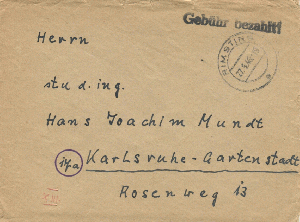 Gebühr bezahlt!
Herrn
stud. ing.
Hans Joachim Mundt
17a
Karlsruhe-Gartenstadt
Rosenweg 13